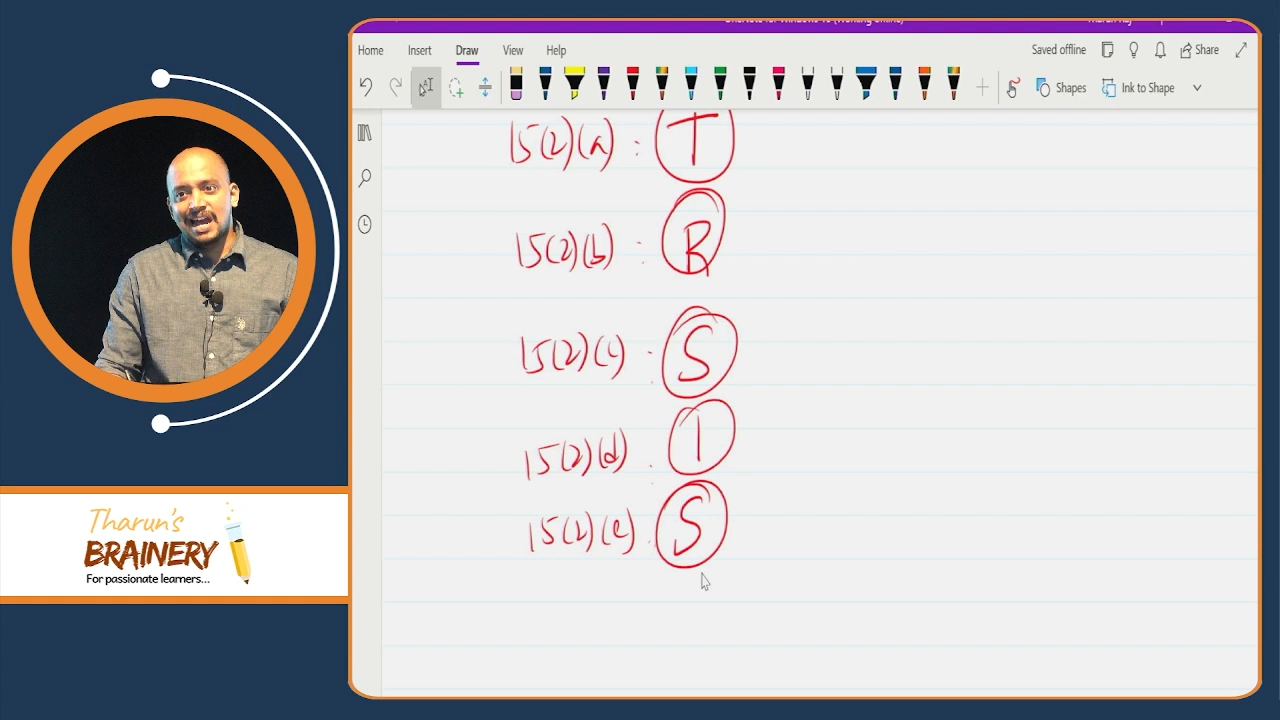 Home Insert Draw View Help Saved offline Share
Shapes Ink to Shape
15(2)(a) : T
15(2)(b) : R
15(2)(c) : S
15(2)(d) : I
15(2)(e) : S
Tharun's
BRAINERY
For passionate learners...